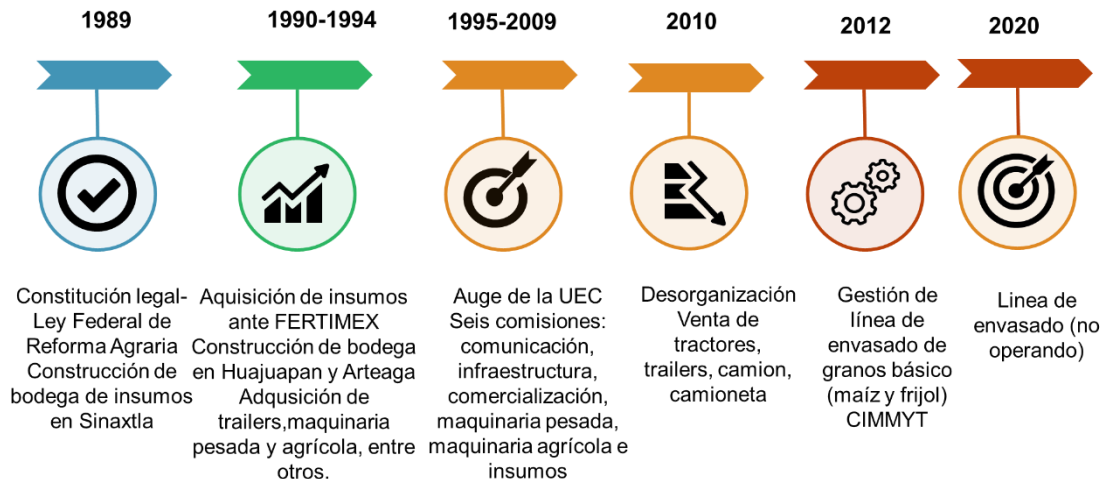 1989
Constitución legal-
Ley Federal de
Reforma Agraria
Construcción de
bodega de insumos
en Sinaxtla
1990-1994
Aquisición de insumos
ante FERTIMEX
Construcción de bodega
en Huajuapan y Arteaga
Adqusición de
trailers,maquinaria
pesada y agrícola, entre
otros.
1995-2009
Auge de la UEC
Seis comisiones:
comunicación,
infraestructura,
comercialización,
maquinaria pesada,
maquinaria agrícola e
insumos
2010
Desorganización
Venta de
tractores,
trailers, camion,
camioneta
2012
Gestión de
línea de
envasado de
granos básico
(maíz y frijol)
CIMMYT
2020
Linea de
envasado (no
operando)